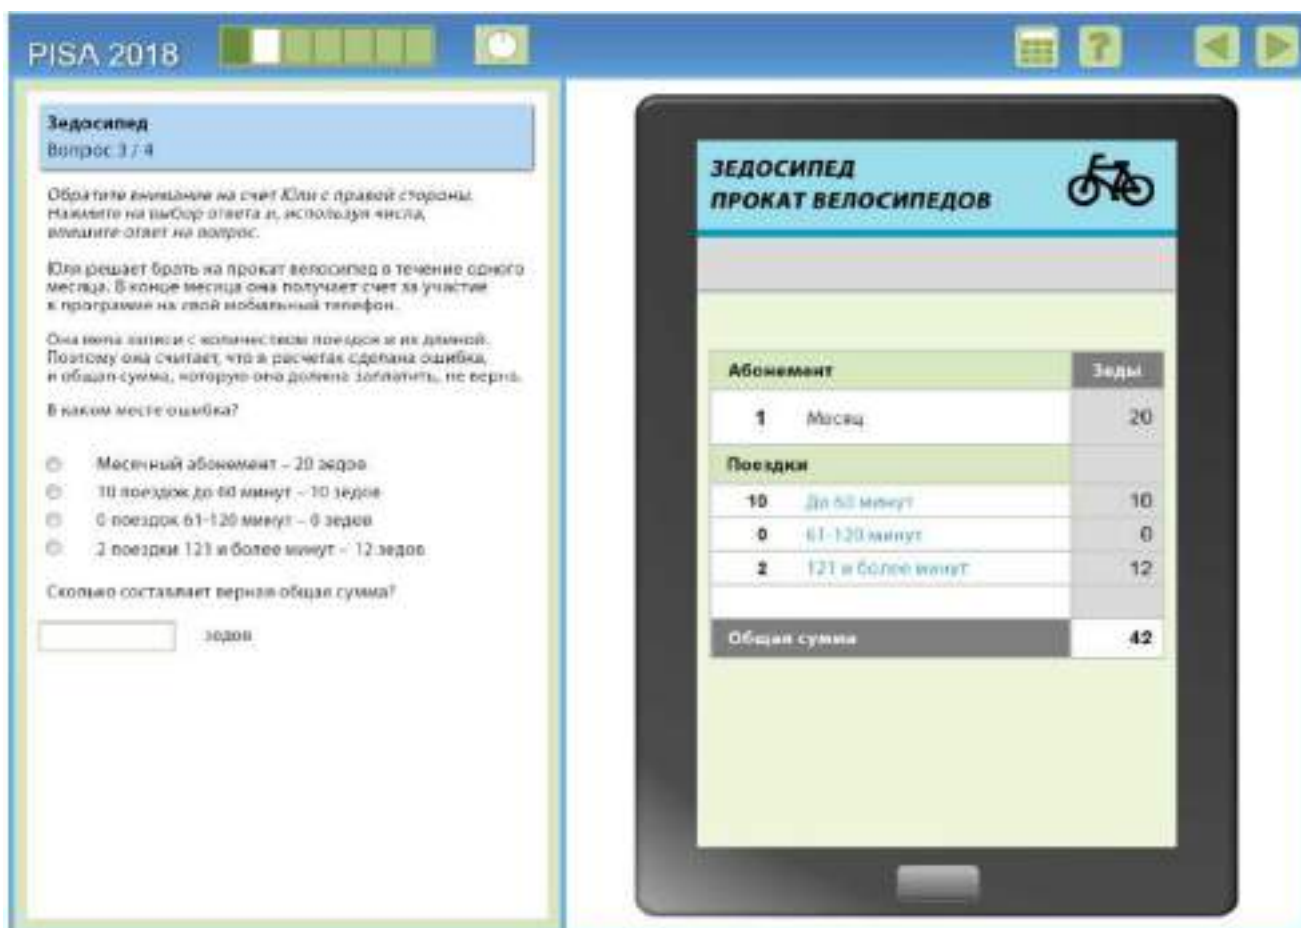 PISA 2018
Зедосипед
Вопрос 3 / 4
Обратите внимание на счет Юли с правой стороны.
Нажмите на выбор ответа и, используя числа,
впишите ответ на вопрос.
Юля решает брать на прокат велосипед в течение одного
месяца. В конце месяца она получает счет за участие
в программе на свой мобильный телефон.
Она вела записи с количеством поездок и их длиной.
Поэтому она считает, что в расчетах сделана ошибка,
и общая сумма, которую она должна заплатить, не верна.
В каком месте ошибка?
Месячный абонемент – 20 зедов
10 поездок до 60 минут – 10 зедов
0 поездок 61-120 минут – 0 зедов
2 поездки 121 и более минут – 12 зедов
Сколько составляет верная общая сумма?
зедов
?
ЗЕДОСИПЕД
ПРОКАТ ВЕЛОСИПЕДОВ
Абонемент Зеды
1 Месяц 20
Поездки
10 До 60 минут 10
0 61-120 минут 0
2 121 и более минут 12
Общая сумма 42